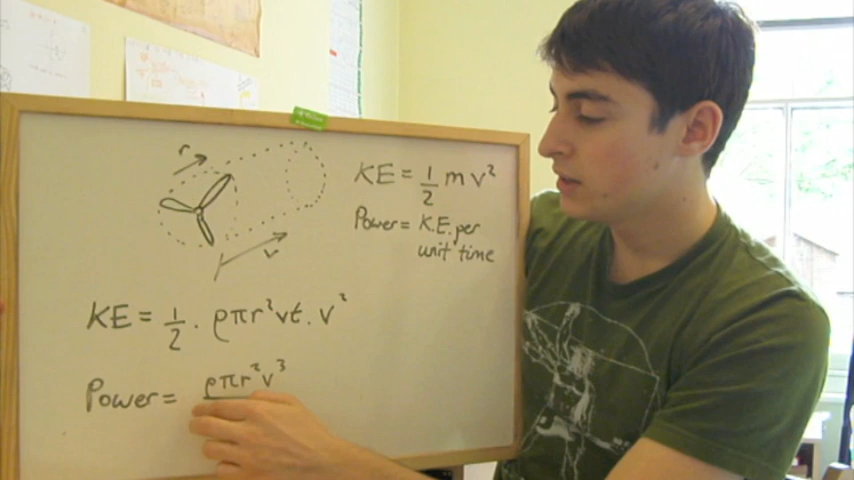 r
v
KE = 1/2 mv²
Power = K.E. per
unit time
KE = 1/2 . ρπr²vt . v²
Power = ρπr²v³